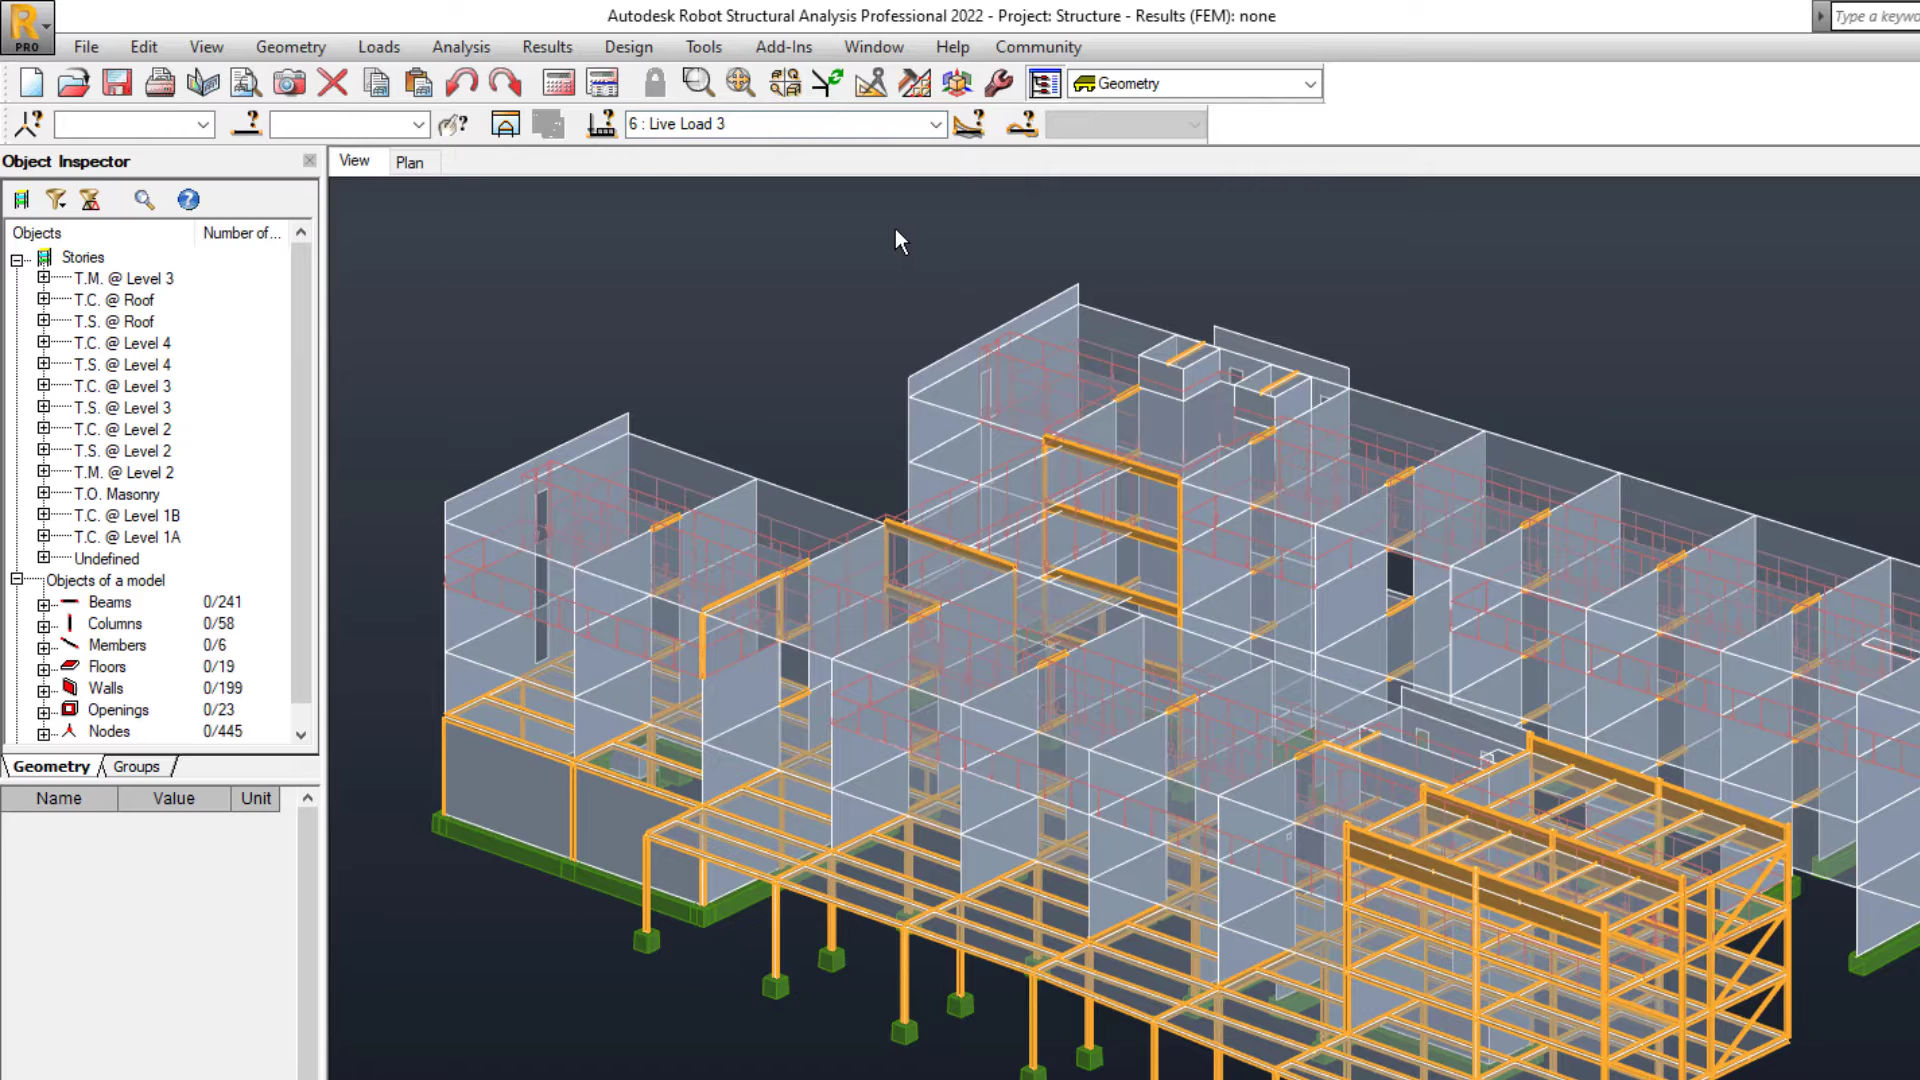 Autodesk Robot Structural Analysis Professional 2022 - Project: Structure - Results (FEM): none
Type a keywo
PRO
File Edit View Geometry Loads Analysis Results Design Tools Add-Ins Window Help Community
Geometry
6 : Live Load 3
Object Inspector
View Plan
Objects Number of...
Stories
T.M. @ Level 3
T.C. @ Roof
T.S. @ Roof
T.C. @ Level 4
T.S. @ Level 4
T.C. @ Level 3
T.S. @ Level 3
T.C. @ Level 2
T.S. @ Level 2
T.M. @ Level 2
T.O. Masonry
T.C. @ Level 1B
T.C. @ Level 1A
Undefined
Objects of a model
Beams 0/241
Columns 0/58
Members 0/6
Floors 0/19
Walls 0/199
Openings 0/23
Nodes 0/445
Geometry Groups
Name Value Unit